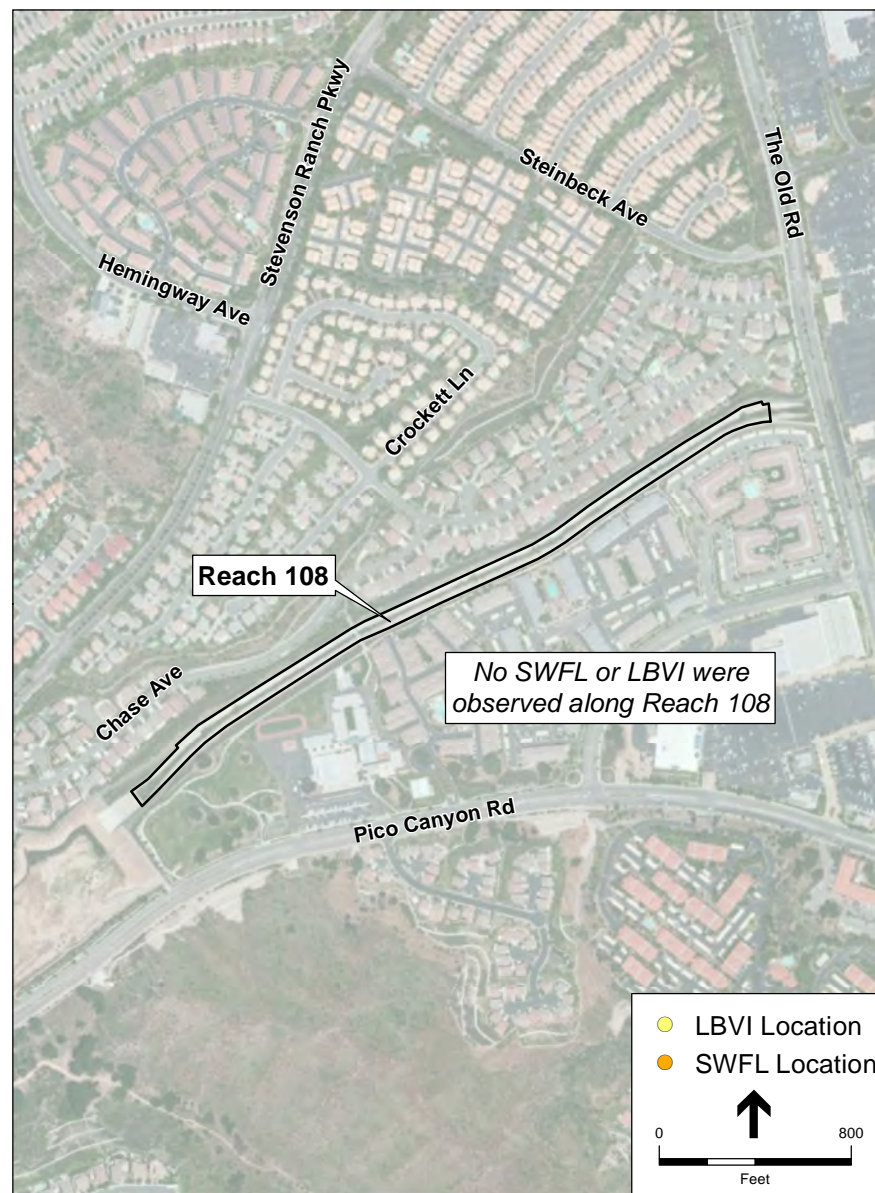 Stevenson Ranch Pkwy
Steinbeck Ave
The Old Rd
Hemingway Ave
Crockett Ln
Reach 108
No SWFL or LBVI were
observed along Reach 108
Chase Ave
Pico Canyon Rd
LBVI Location
SWFL Location
0 800
Feet